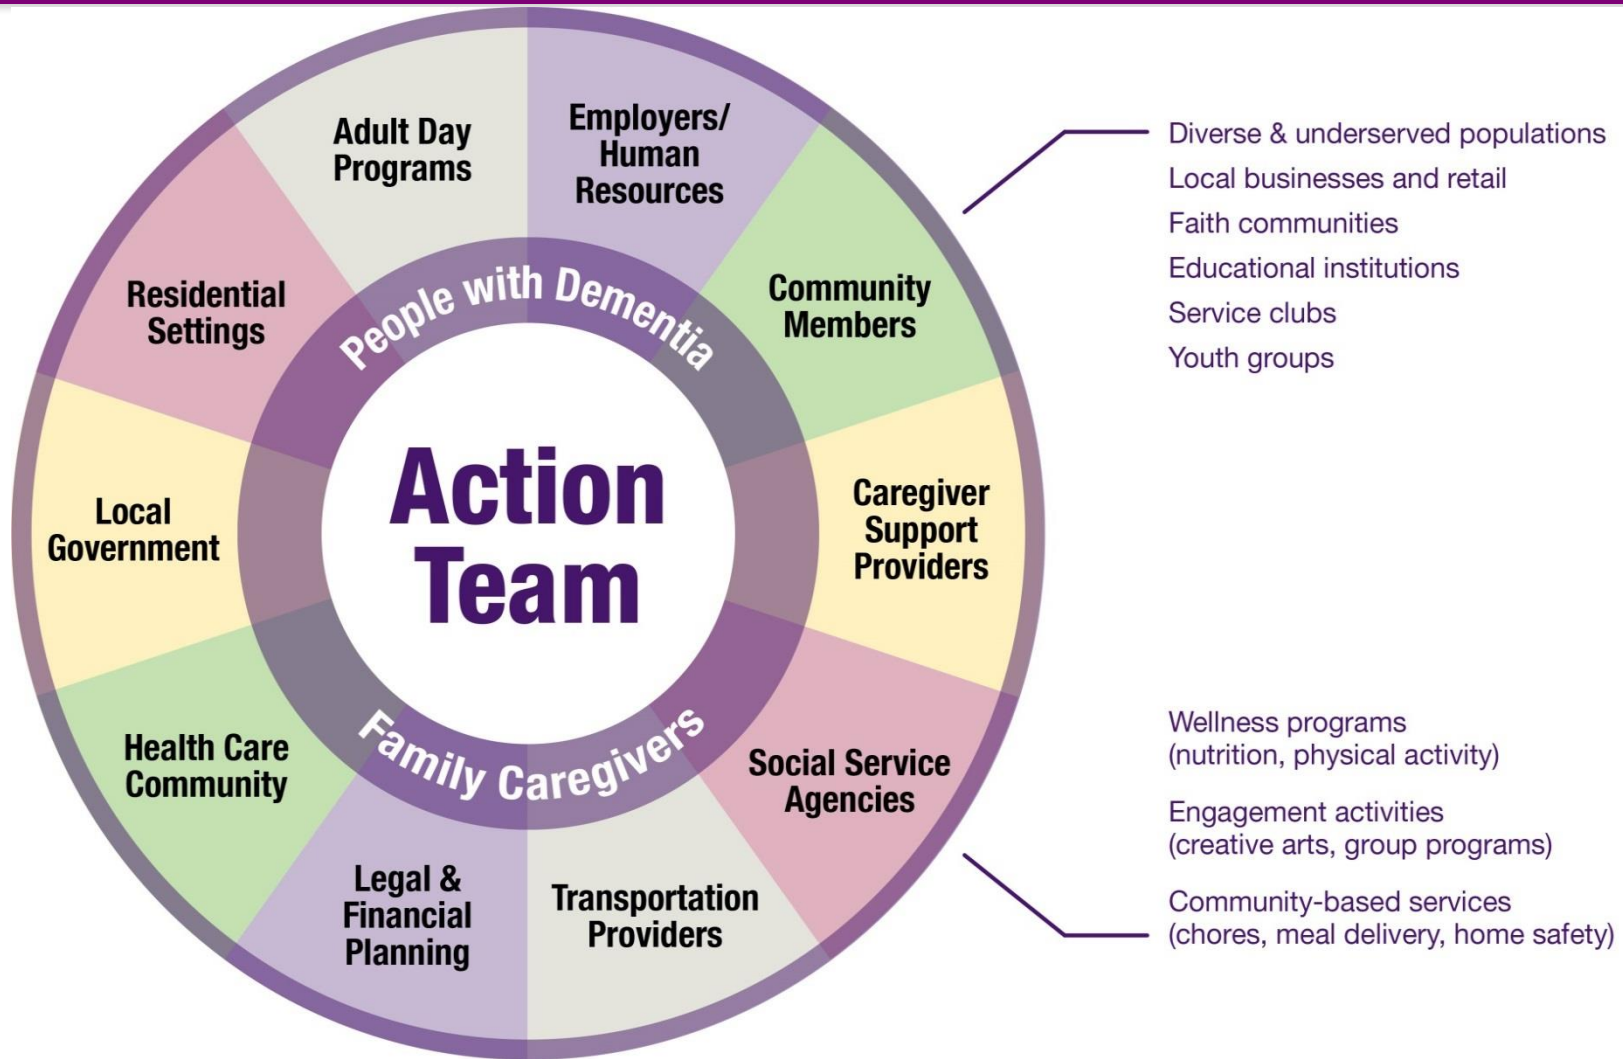 Adult Day
Programs
Employers/
Human
Resources
Community
Members
Caregiver
Support
Providers
Social Service
Agencies
Transportation
Providers
Legal &
Financial
Planning
Health Care
Community
Local
Government
Residential
Settings
People with Dementia
Action
Team
Family Caregivers
Diverse & underserved populations
Local businesses and retail
Faith communities
Educational institutions
Service clubs
Youth groups
Wellness programs
(nutrition, physical activity)
Engagement activities
(creative arts, group programs)
Community-based services
(chores, meal delivery, home safety)